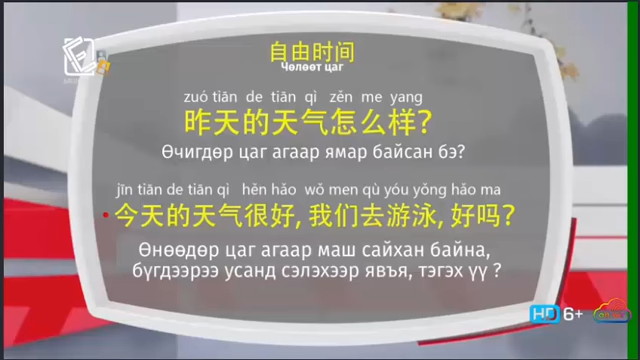 自由时间
Чөлөөт цаг
zuó tiān de tiān qì zěn me yang
昨天的天气怎么样?
Өчигдөр цаг агаар ямар байсан бэ?
jīn tiān de tiān qì hěn hǎo wǒ men qù yóu yǒng hǎo ma
• 今天的天气很好, 我们去游泳, 好吗?
Өнөөдөр цаг агаар маш сайхан байна,
бүгдээрээ усанд сэлэхээр явъя, тэгэх үү ?
HD 6+